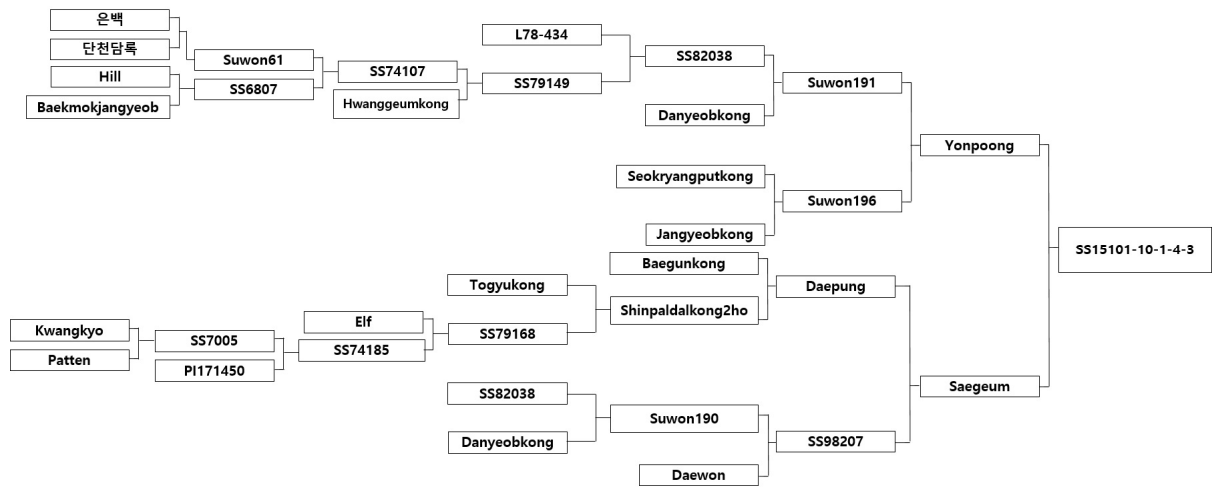 은백
단천담록
Hill
Baekmokjangyeob
Suwon61
SS6807
SS74107
Hwanggeumkong
L78-434
SS79149
SS82038
Danyeobkong
Suwon191
Seokryangputkong
Jangyeobkong
Suwon196
Yonpoong
SS15101-10-1-4-3
Baegunkong
Daepung
Togyukong
Shinpaldalkong2ho
Elf
SS79168
Kwangkyo
Patten
SS7005
PI171450
SS74185
Saegeum
SS82038
Danyeobkong
Suwon190
Daewon
SS98207